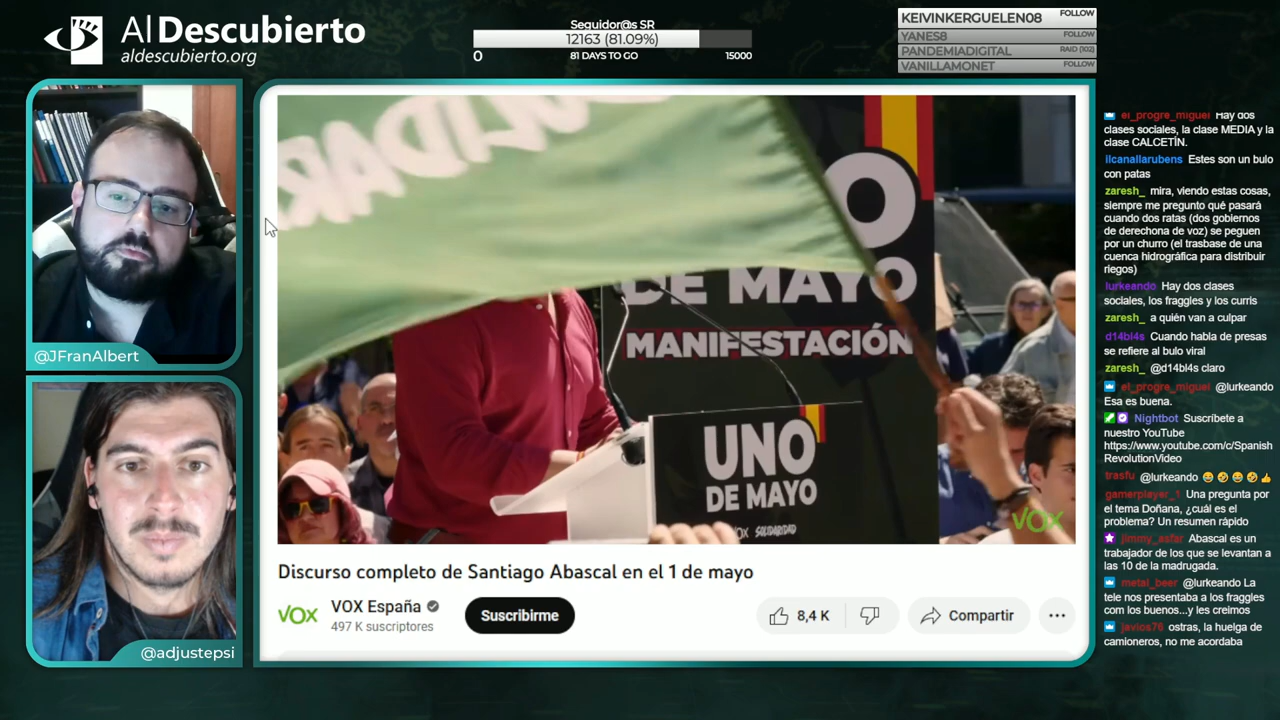 Al Descubierto
aldescubierto.org
Seguidor@s SR
12163 (81.09%)
0
81 DAYS TO GO
15000
KEIVINKERGUELEN08 FOLLOW
YANES8 FOLLOW
PANDEMIADIGITAL RAID (102)
VANILLAMONET FOLLOW
@JFranAlbert
@adjustepsi
O
DE MAYO
MANIFESTACIÓN
UNO
DE MAYO
VOX SOLIDARIDAD
VOX
Discurso completo de Santiago Abascal en el 1 de mayo
VOX
VOX España
497 K suscriptores
Suscribirme
8,4 K
Compartir
el_progre_miguel Hay dos
clases sociales, la clase MEDIA y la
clase CALCETÍN.
ilcanallarubens Estes son un bulo
con patas
zaresh_ mira, viendo estas cosas,
siempre me pregunto qué pasará
cuando dos ratas (dos gobiernos
de derechona de voz) se peguen
por un churro (el trasbase de una
cuenca hidrográfica para distribuir
riegos)
lurkeando Hay dos clases
sociales, los fraggles y los curris
zaresh_ a quién van a culpar
d14bl4s Cuando habla de presas
se refiere al bulo viral
zaresh_ @d14bl4s claro
el_progre_miguel @lurkeando
Esa es buena.
Nightbot Suscríbete a
nuestro YouTube
https://www.youtube.com/c/Spanish
RevolutionVideo
trasfu @lurkeando 😂🤣😂🤣👍
gamerplayer_1 Una pregunta por
el tema Doñana, ¿cuál es el
problema? Un resumen rápido
jimmy_asfar Abascal es un
trabajador de los que se levantan a
las 10 de la madrugada.
metal_beer @lurkeando La
tele nos presentaba a los fraggles
com los buenos...y les creimos
javios76 ostras, la huelga de
camioneros, no me acordaba